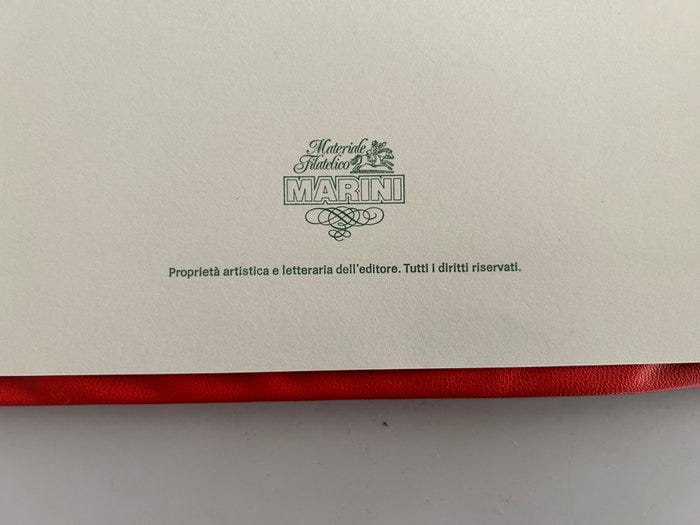 Materiale
Filatelico
MARINI
Proprietà artistica e letteraria dell'editore. Tutti i diritti riservati.